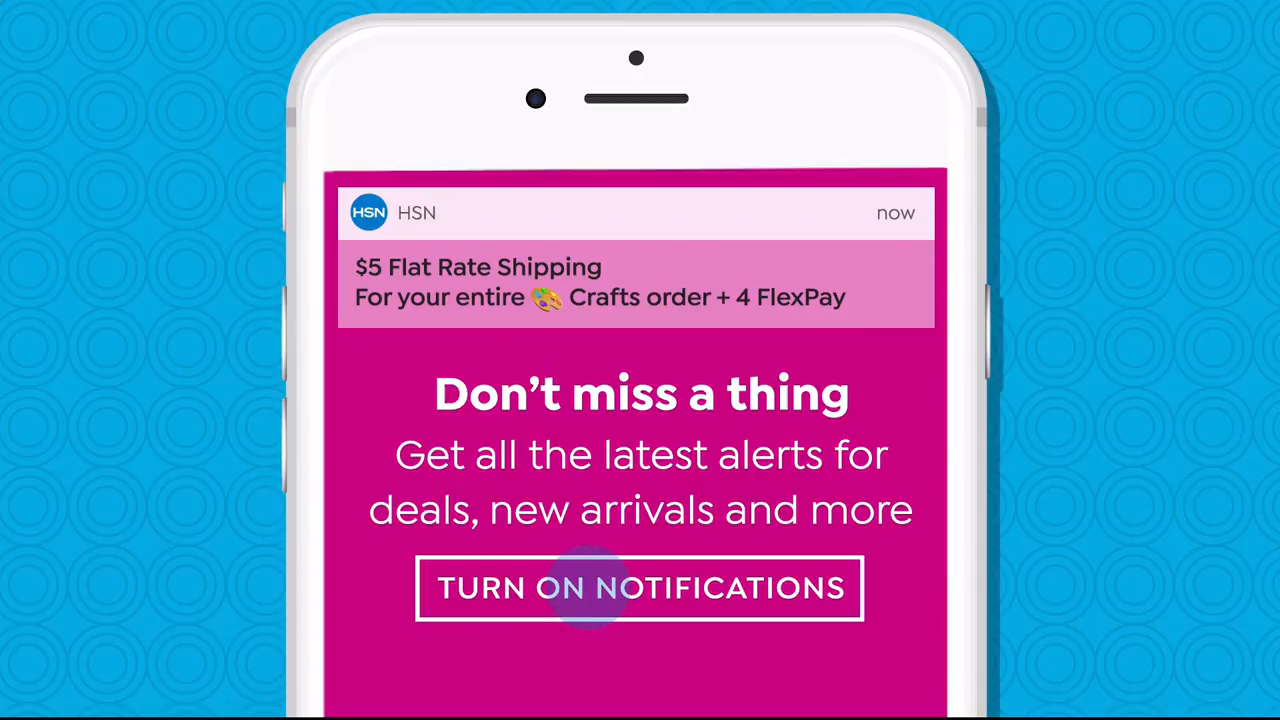 HSN HSN now
$5 Flat Rate Shipping
For your entire 🎨 Crafts order + 4 FlexPay
Don't miss a thing
Get all the latest alerts for
deals, new arrivals and more
TURN ON NOTIFICATIONS